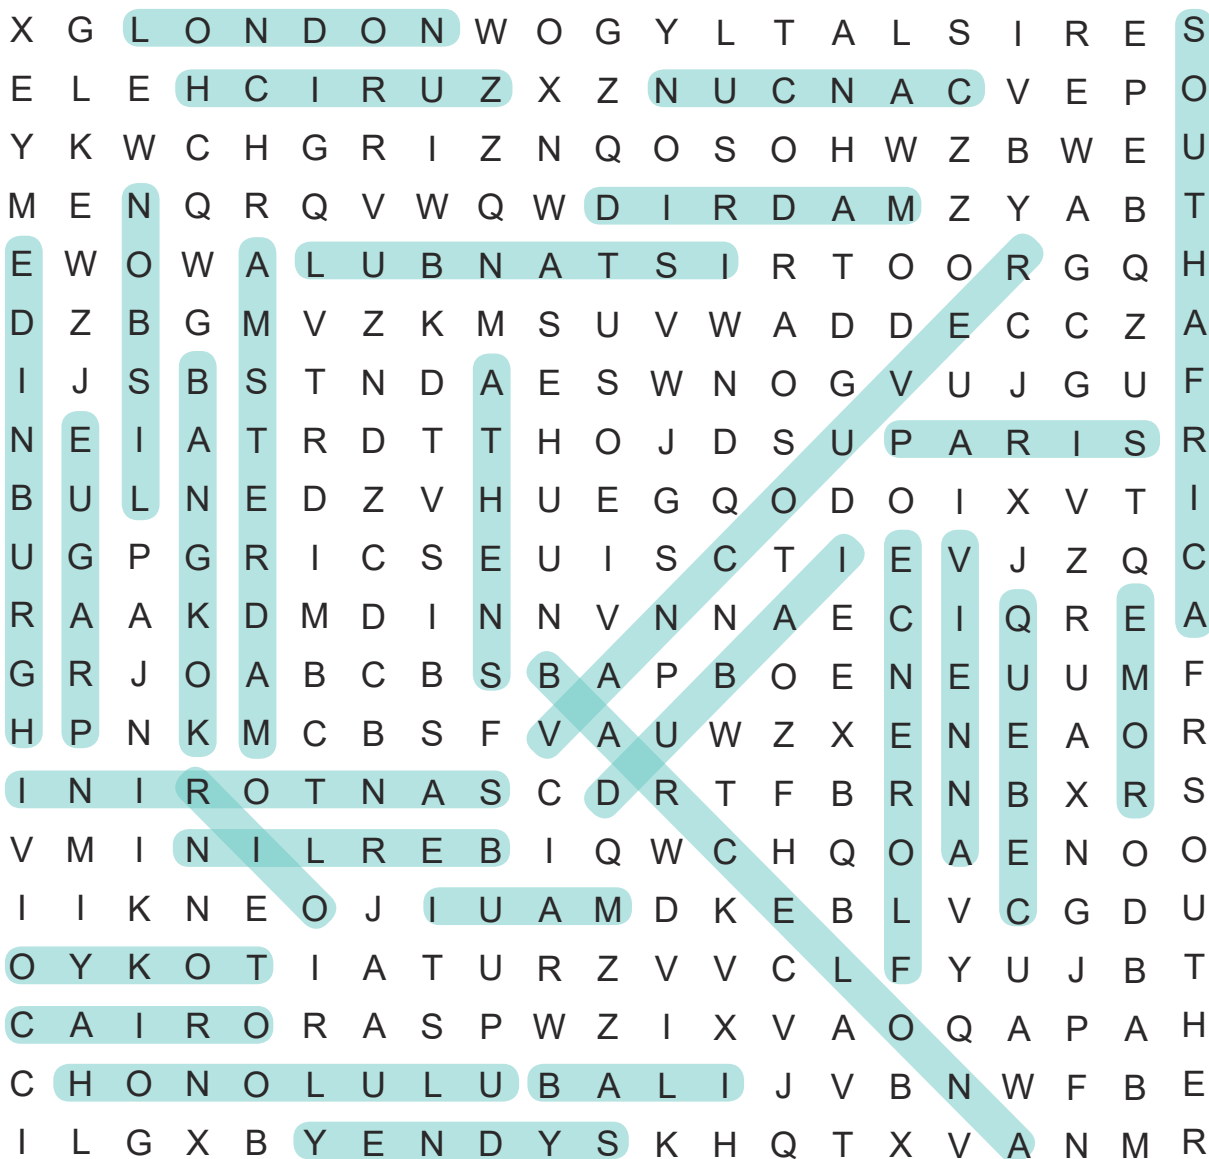 X G L O N D O N W O G Y L T A L S I R E S
E L E H C I R U Z X Z N U C N A C V E P O
Y K W C H G R I Z N Q O S O H W Z B W E U
M E N Q R Q V W Q W D I R D A M Z Y A B T
E W O W A L U B N A T S I R T O O R G Q H
D Z B G M V Z K M S U V W A D D E C C Z A
I J S B S T N D A E S W N O G V U J G U F
N E I A T R D T T H O J D S U P A R I S R
B U L N E D Z V H U E G Q O D O I X V T I
U G P G R I C S E U I S C T I E V J Z Q C
R A A K D M D I N N V N N A E C I Q R E A
G R J O A B C B S B A P B O E N E U U M F
H P N K M C B S F V A U W Z X E N E A O R
I N I R O T N A S C D R T F B R N B X R S
V M I N I L R E B I Q W C H Q O A E N O O
I I K N E O J I U A M D K E B L V C G D U
O Y K O T I A T U R Z V V C L F Y U J B T
C A I R O R A S P W Z I X V A O Q A P A H
C H O N O L U L U B A L I J V B N W F B E
I L G X B Y E N D Y S K H Q T X V A N M R